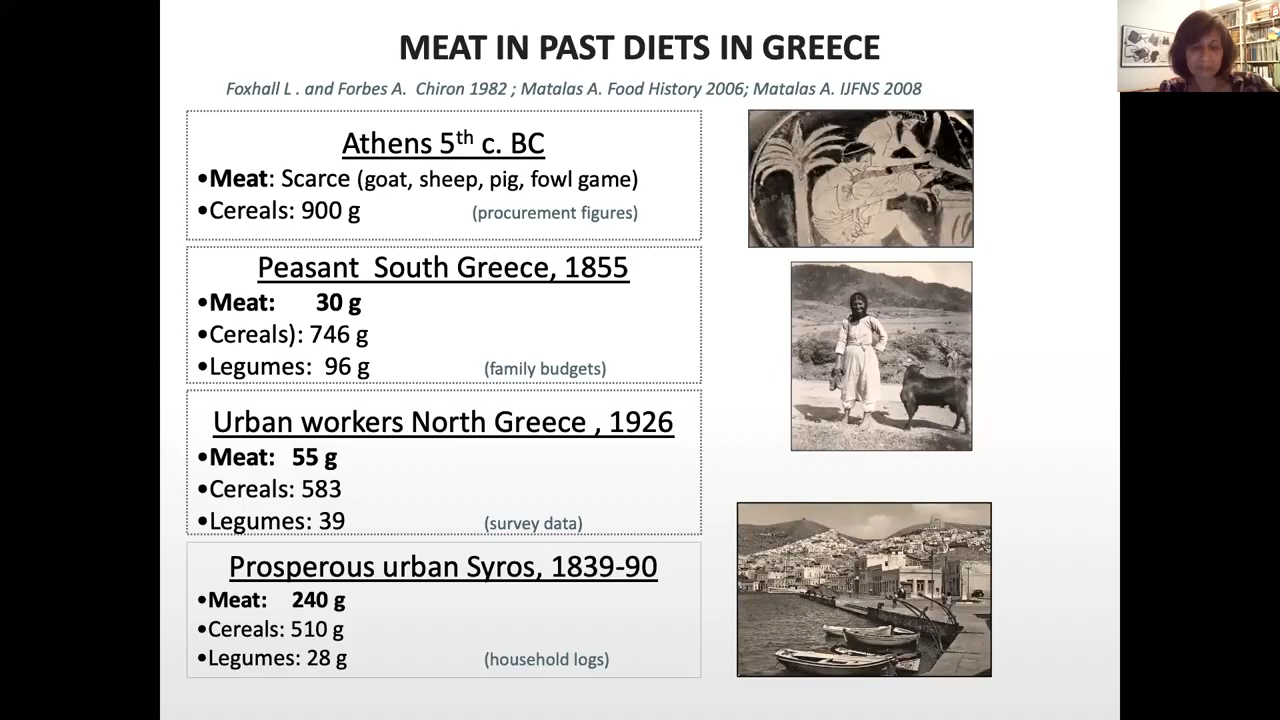 MEAT IN PAST DIETS IN GREECE
Foxhall L . and Forbes A. Chiron 1982 ; Matalas A. Food History 2006; Matalas A. IJFNS 2008
Athens 5th c. BC
•Meat: Scarce (goat, sheep, pig, fowl game)
•Cereals: 900 g (procurement figures)
Peasant South Greece, 1855
•Meat: 30 g
•Cereals): 746 g
•Legumes: 96 g (family budgets)
Urban workers North Greece , 1926
•Meat: 55 g
•Cereals: 583
•Legumes: 39 (survey data)
Prosperous urban Syros, 1839-90
•Meat: 240 g
•Cereals: 510 g
•Legumes: 28 g (household logs)